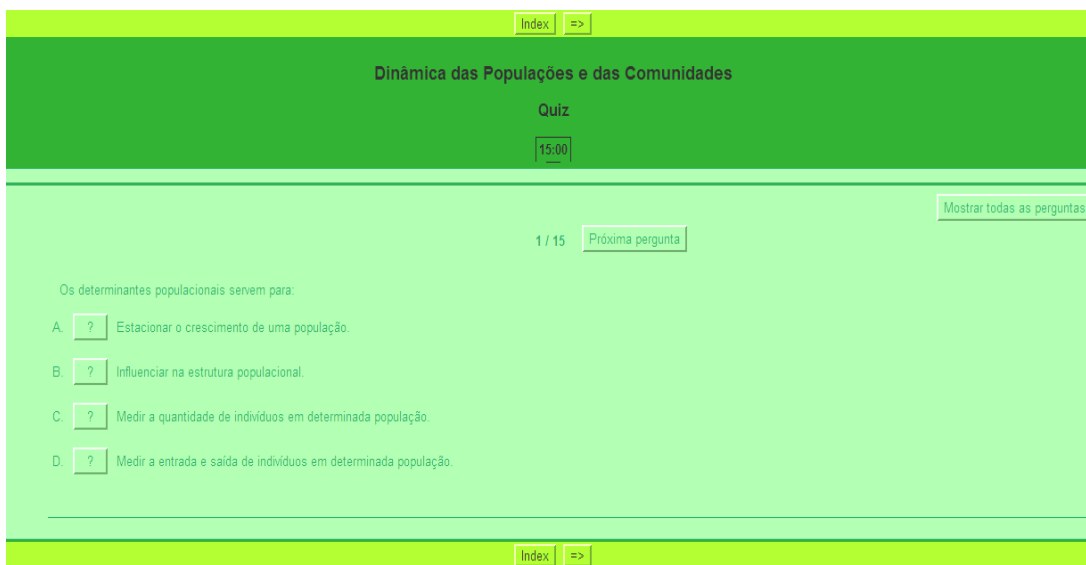 Index =>
Dinâmica das Populações e das Comunidades
Quiz
15:00
Mostrar todas as perguntas
1 / 15 Próxima pergunta
Os determinantes populacionais servem para:
A. ? Estacionar o crescimento de uma população.
B. ? Influenciar na estrutura populacional.
C. ? Medir a quantidade de indivíduos em determinada população.
D. ? Medir a entrada e saída de indivíduos em determinada população.
Index =>